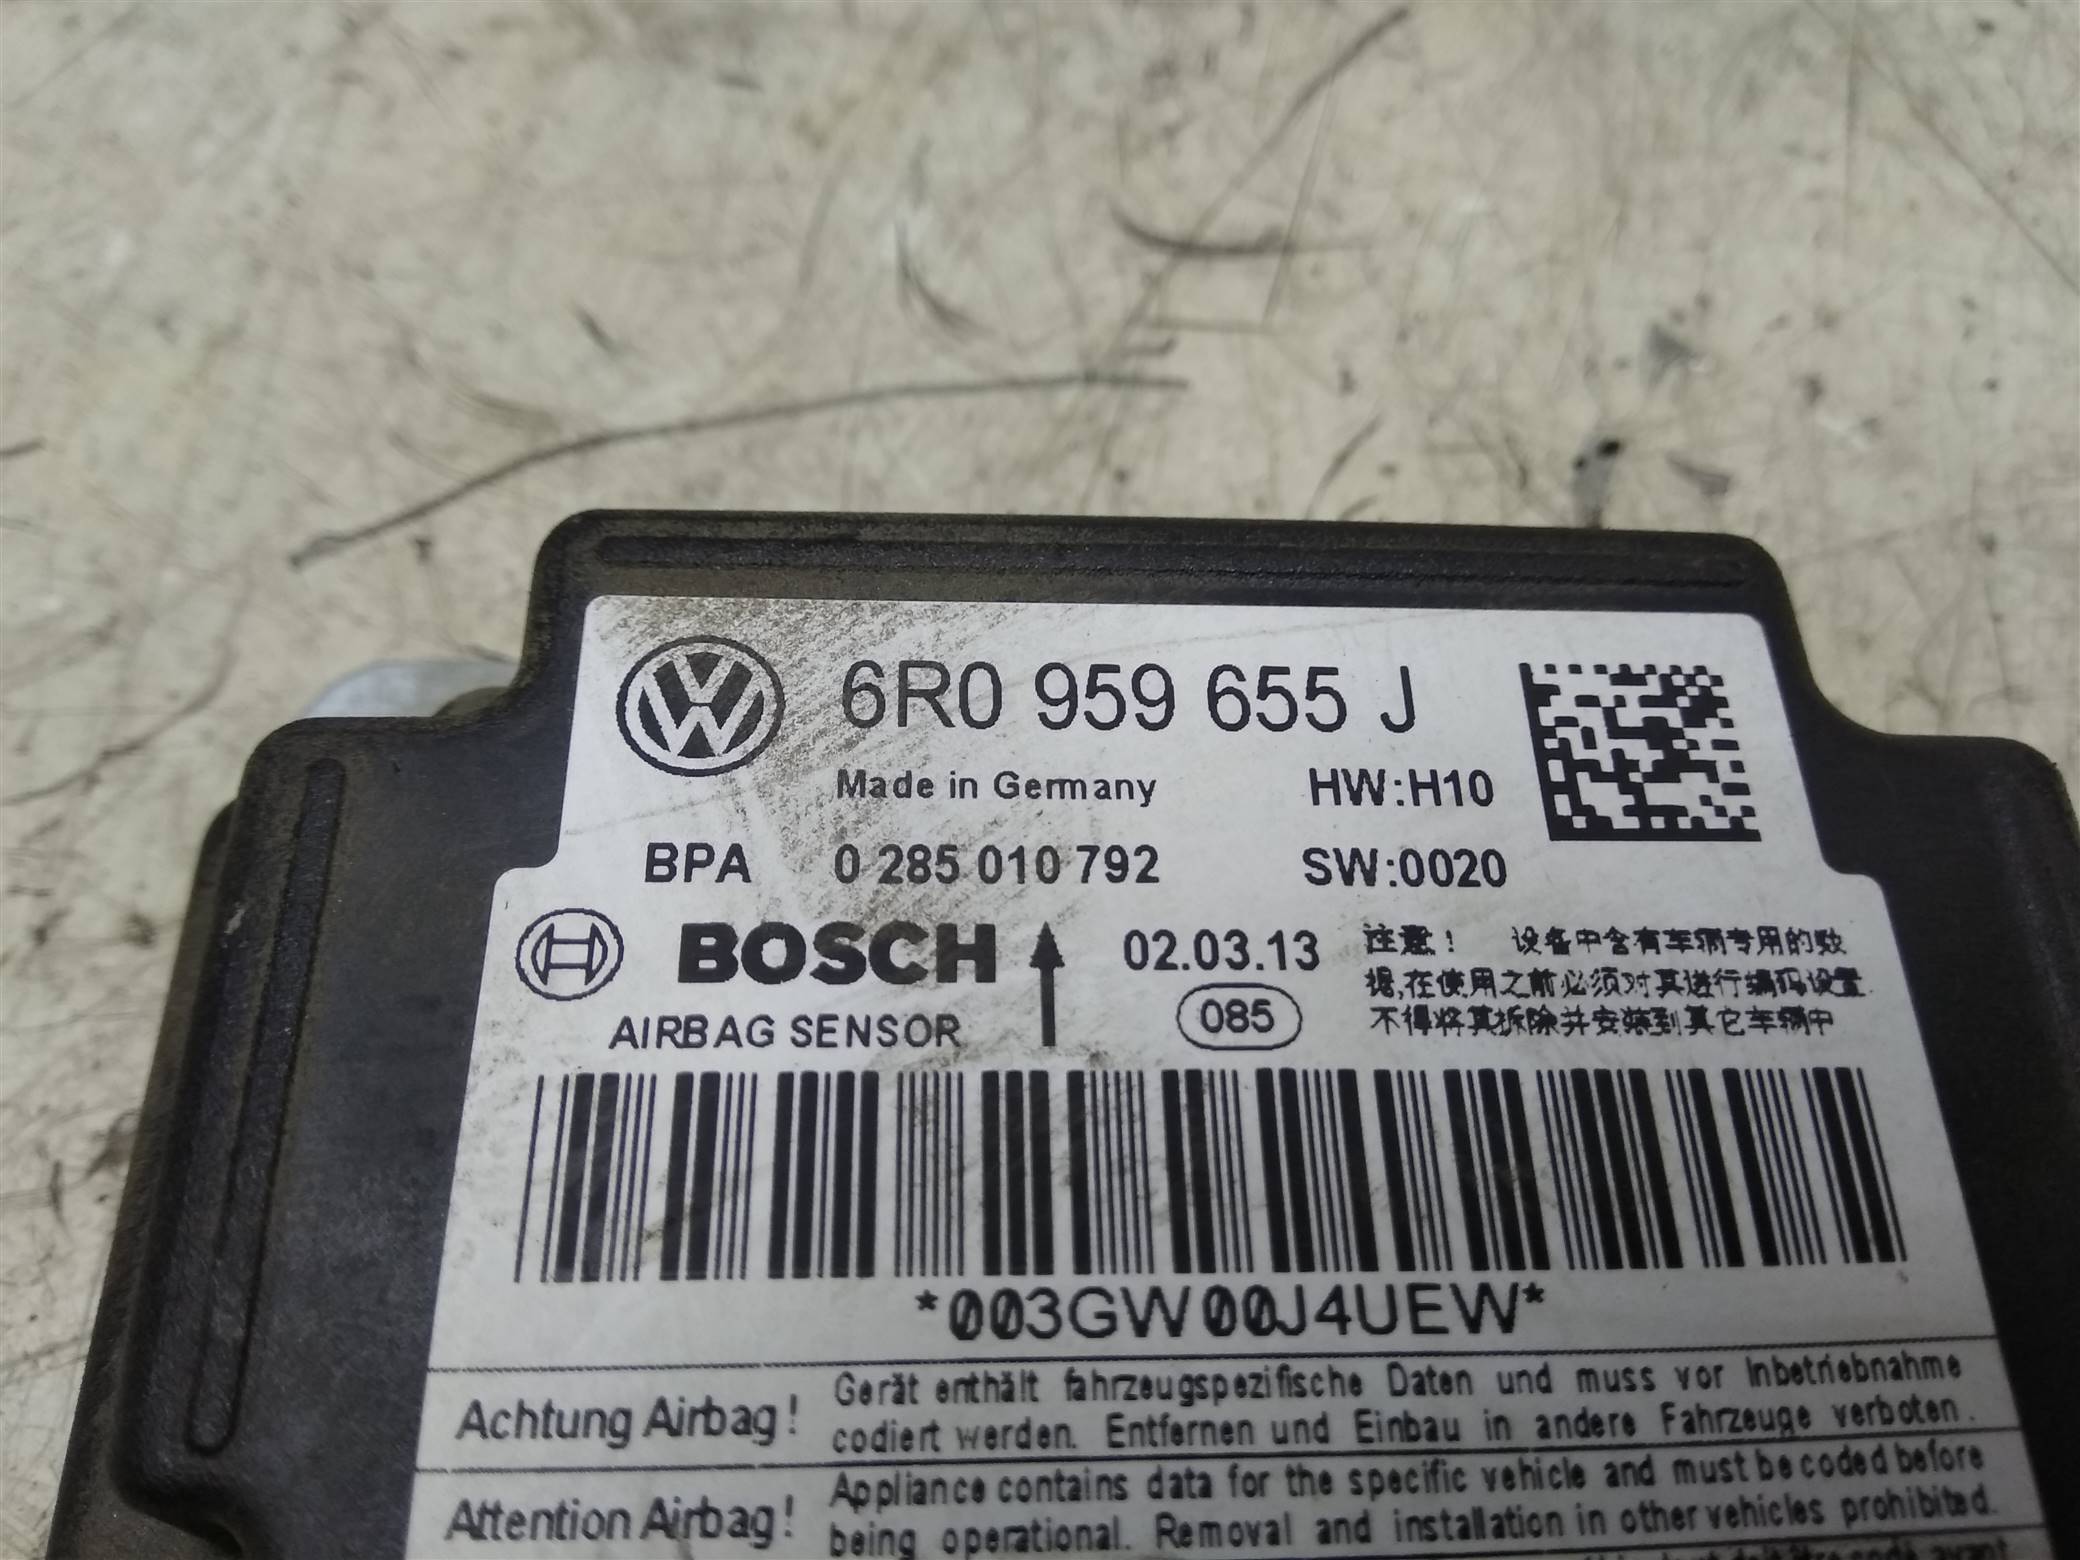 6R0 959 655 J
Made in Germany HW:H10
BPA 0 285 010 792 SW:0020
BOSCH 02.03.13
AIRBAG SENSOR 085
注意！ 设备中含有车辆专用的数
据,在使用之前必须对其进行编码设置.
不得将其拆除并安装到其它车辆中
*003GW00J4UEW*
Achtung Airbag!
Gerät enthält fahrzeugspezifische Daten und muss vor Inbetriebnahme
codiert werden. Entfernen und Einbau in andere Fahrzeuge verboten.
Attention Airbag!
Appliance contains data for the specific vehicle and must be coded before
being operational. Removal and installation in other vehicles prohibited.